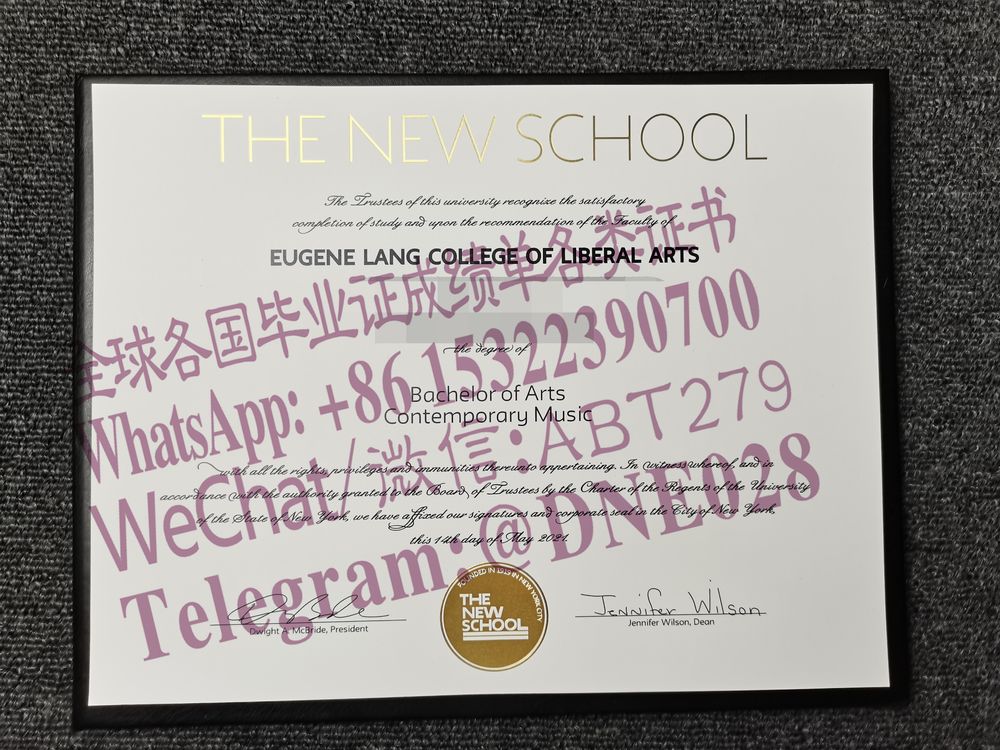 THE NEW SCHOOL
The Trustees of this university recognize the satisfactory
completion of study and upon the recommendation of the Faculty of
EUGENE LANG COLLEGE OF LIBERAL ARTS
the degree of
Bachelor of Arts
Contemporary Music
with all the rights, privileges and immunities thereunto appertaining. In witness whereof, and in
accordance with the authority granted to the Board of Trustees by the Charter of the Regents of the University
of the State of New York, we have affixed our signatures and corporate seal in the City of New York,
this 14th day of May 2021.
Dwight A. McBride, President
FOUNDED IN 1919 IN NEW YORK CITY
THE
NEW
SCHOOL
Jennifer Wilson
Jennifer Wilson, Dean
全球各国毕业证成绩单各类证书
WhatsApp: +86 15322390700
WeChat/微信:ABT279
Telegram:@DNL028